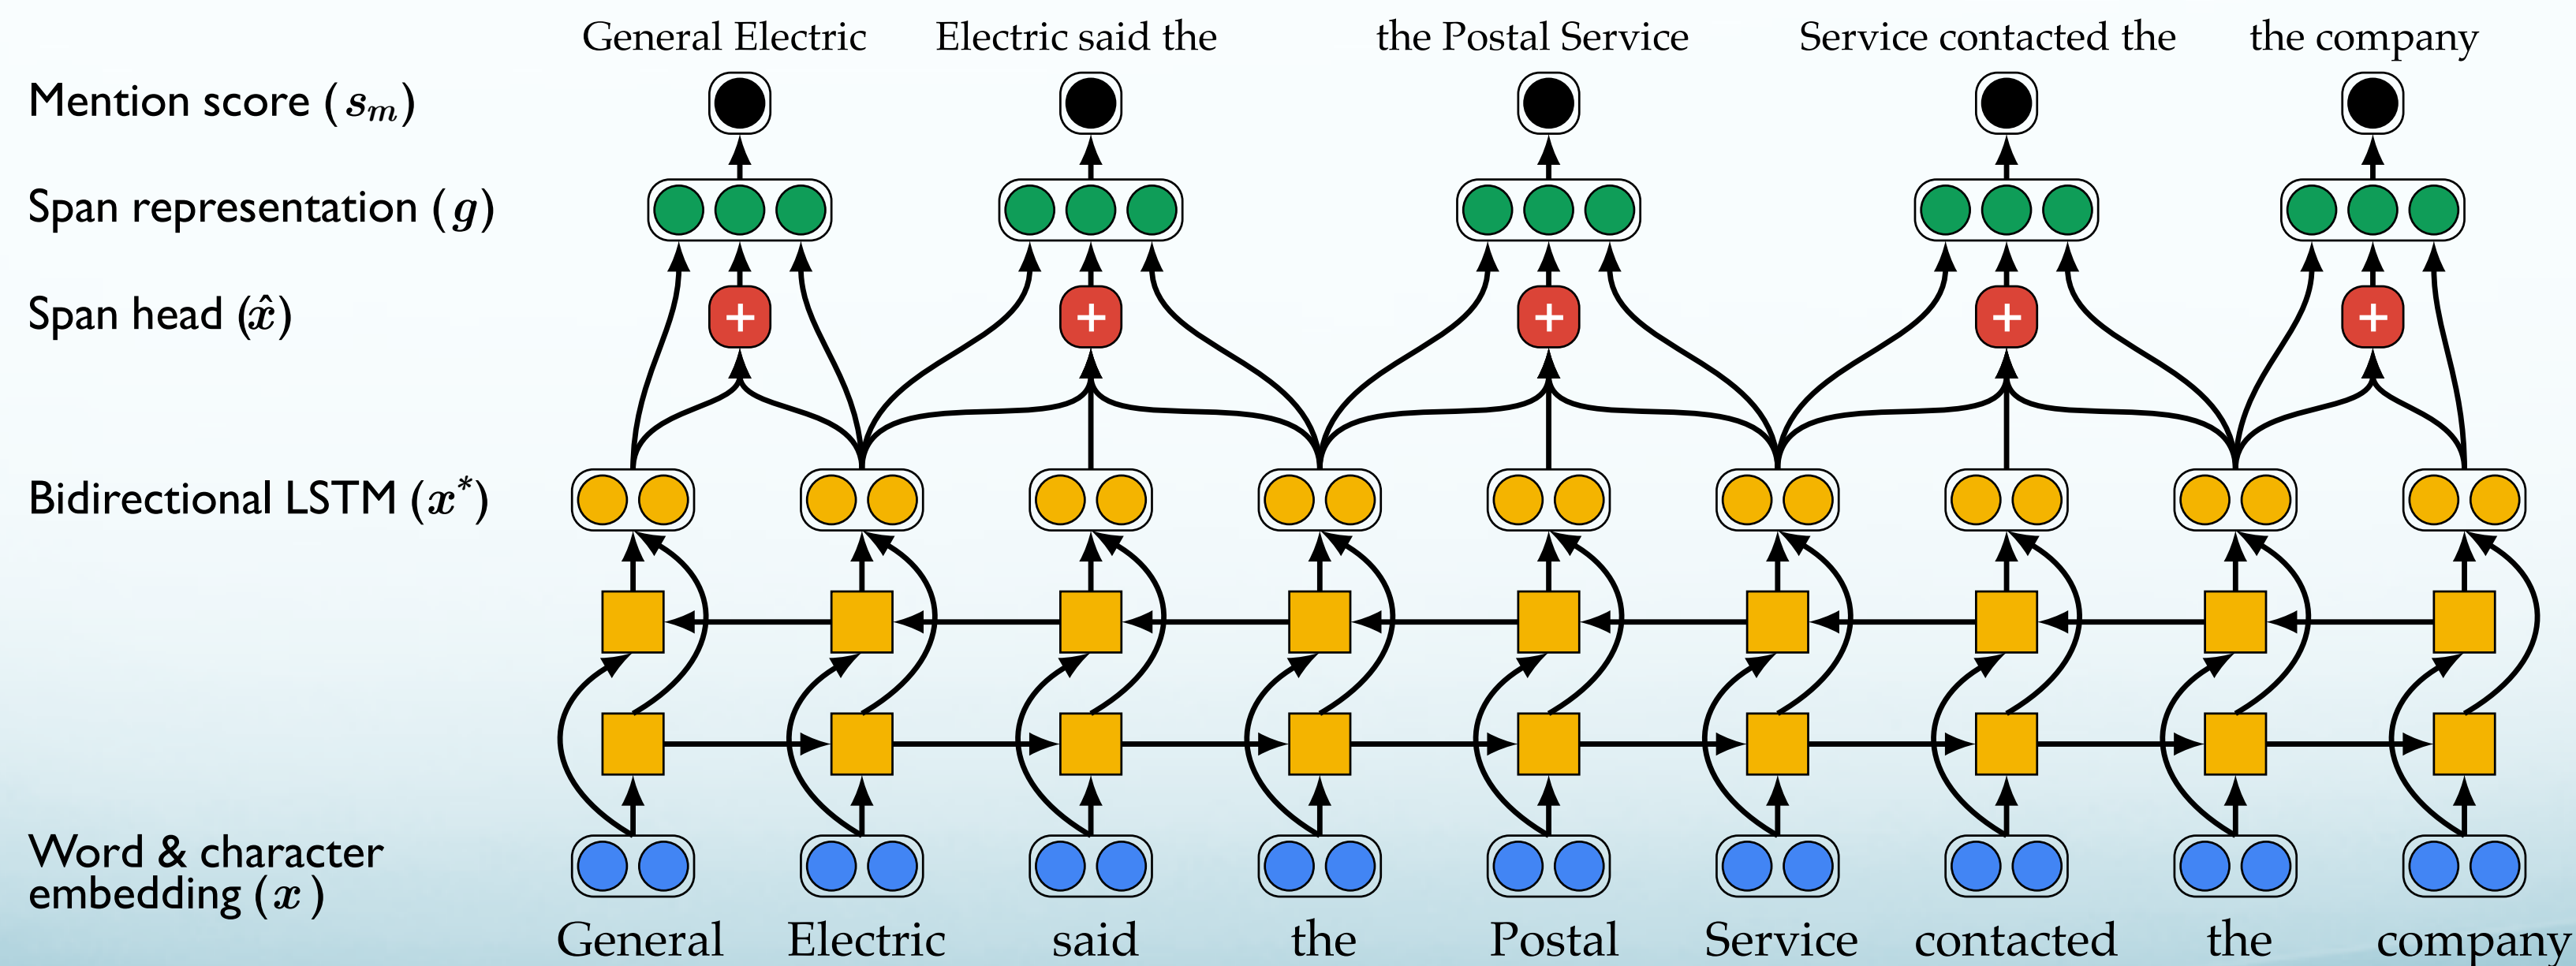 General Electric Electric said the the Postal Service Service contacted the the company
Mention score (sₘ)
Span representation (g)
Span head (x̂)
+ + + + +
Bidirectional LSTM (x*)
Word & character
embedding (x)
General Electric said the Postal Service contacted the company